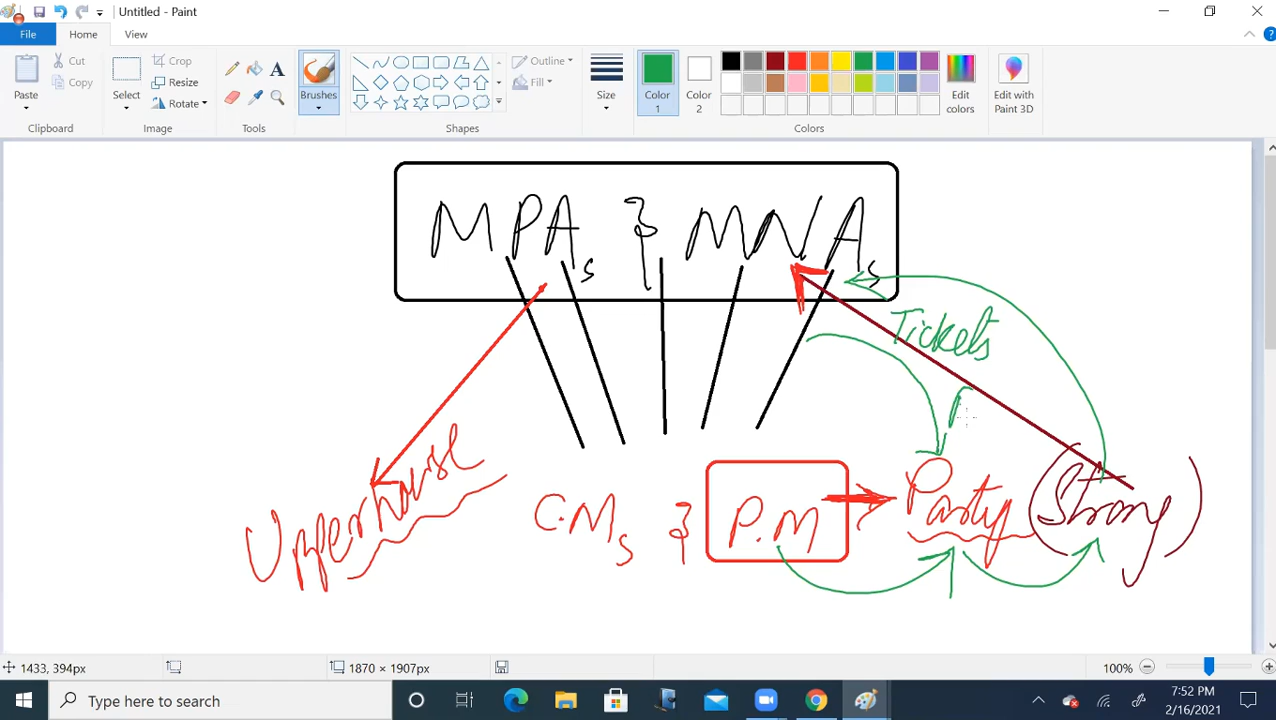 Untitled - Paint
File Home View
Paste
Cut
Copy
Clipboard
Select
Crop
Resize
Rotate
Image
Tools
Brushes
Shapes
Outline
Fill
Size
Color 1
Color 2
Colors
Edit colors
Edit with Paint 3D
MPAs & MNAs
Tickets
Upperhouse
C.Ms & P.M
Party (Strong)
1433, 394px
1870 × 1907px
100%
Type here to search
7:52 PM
2/16/2021